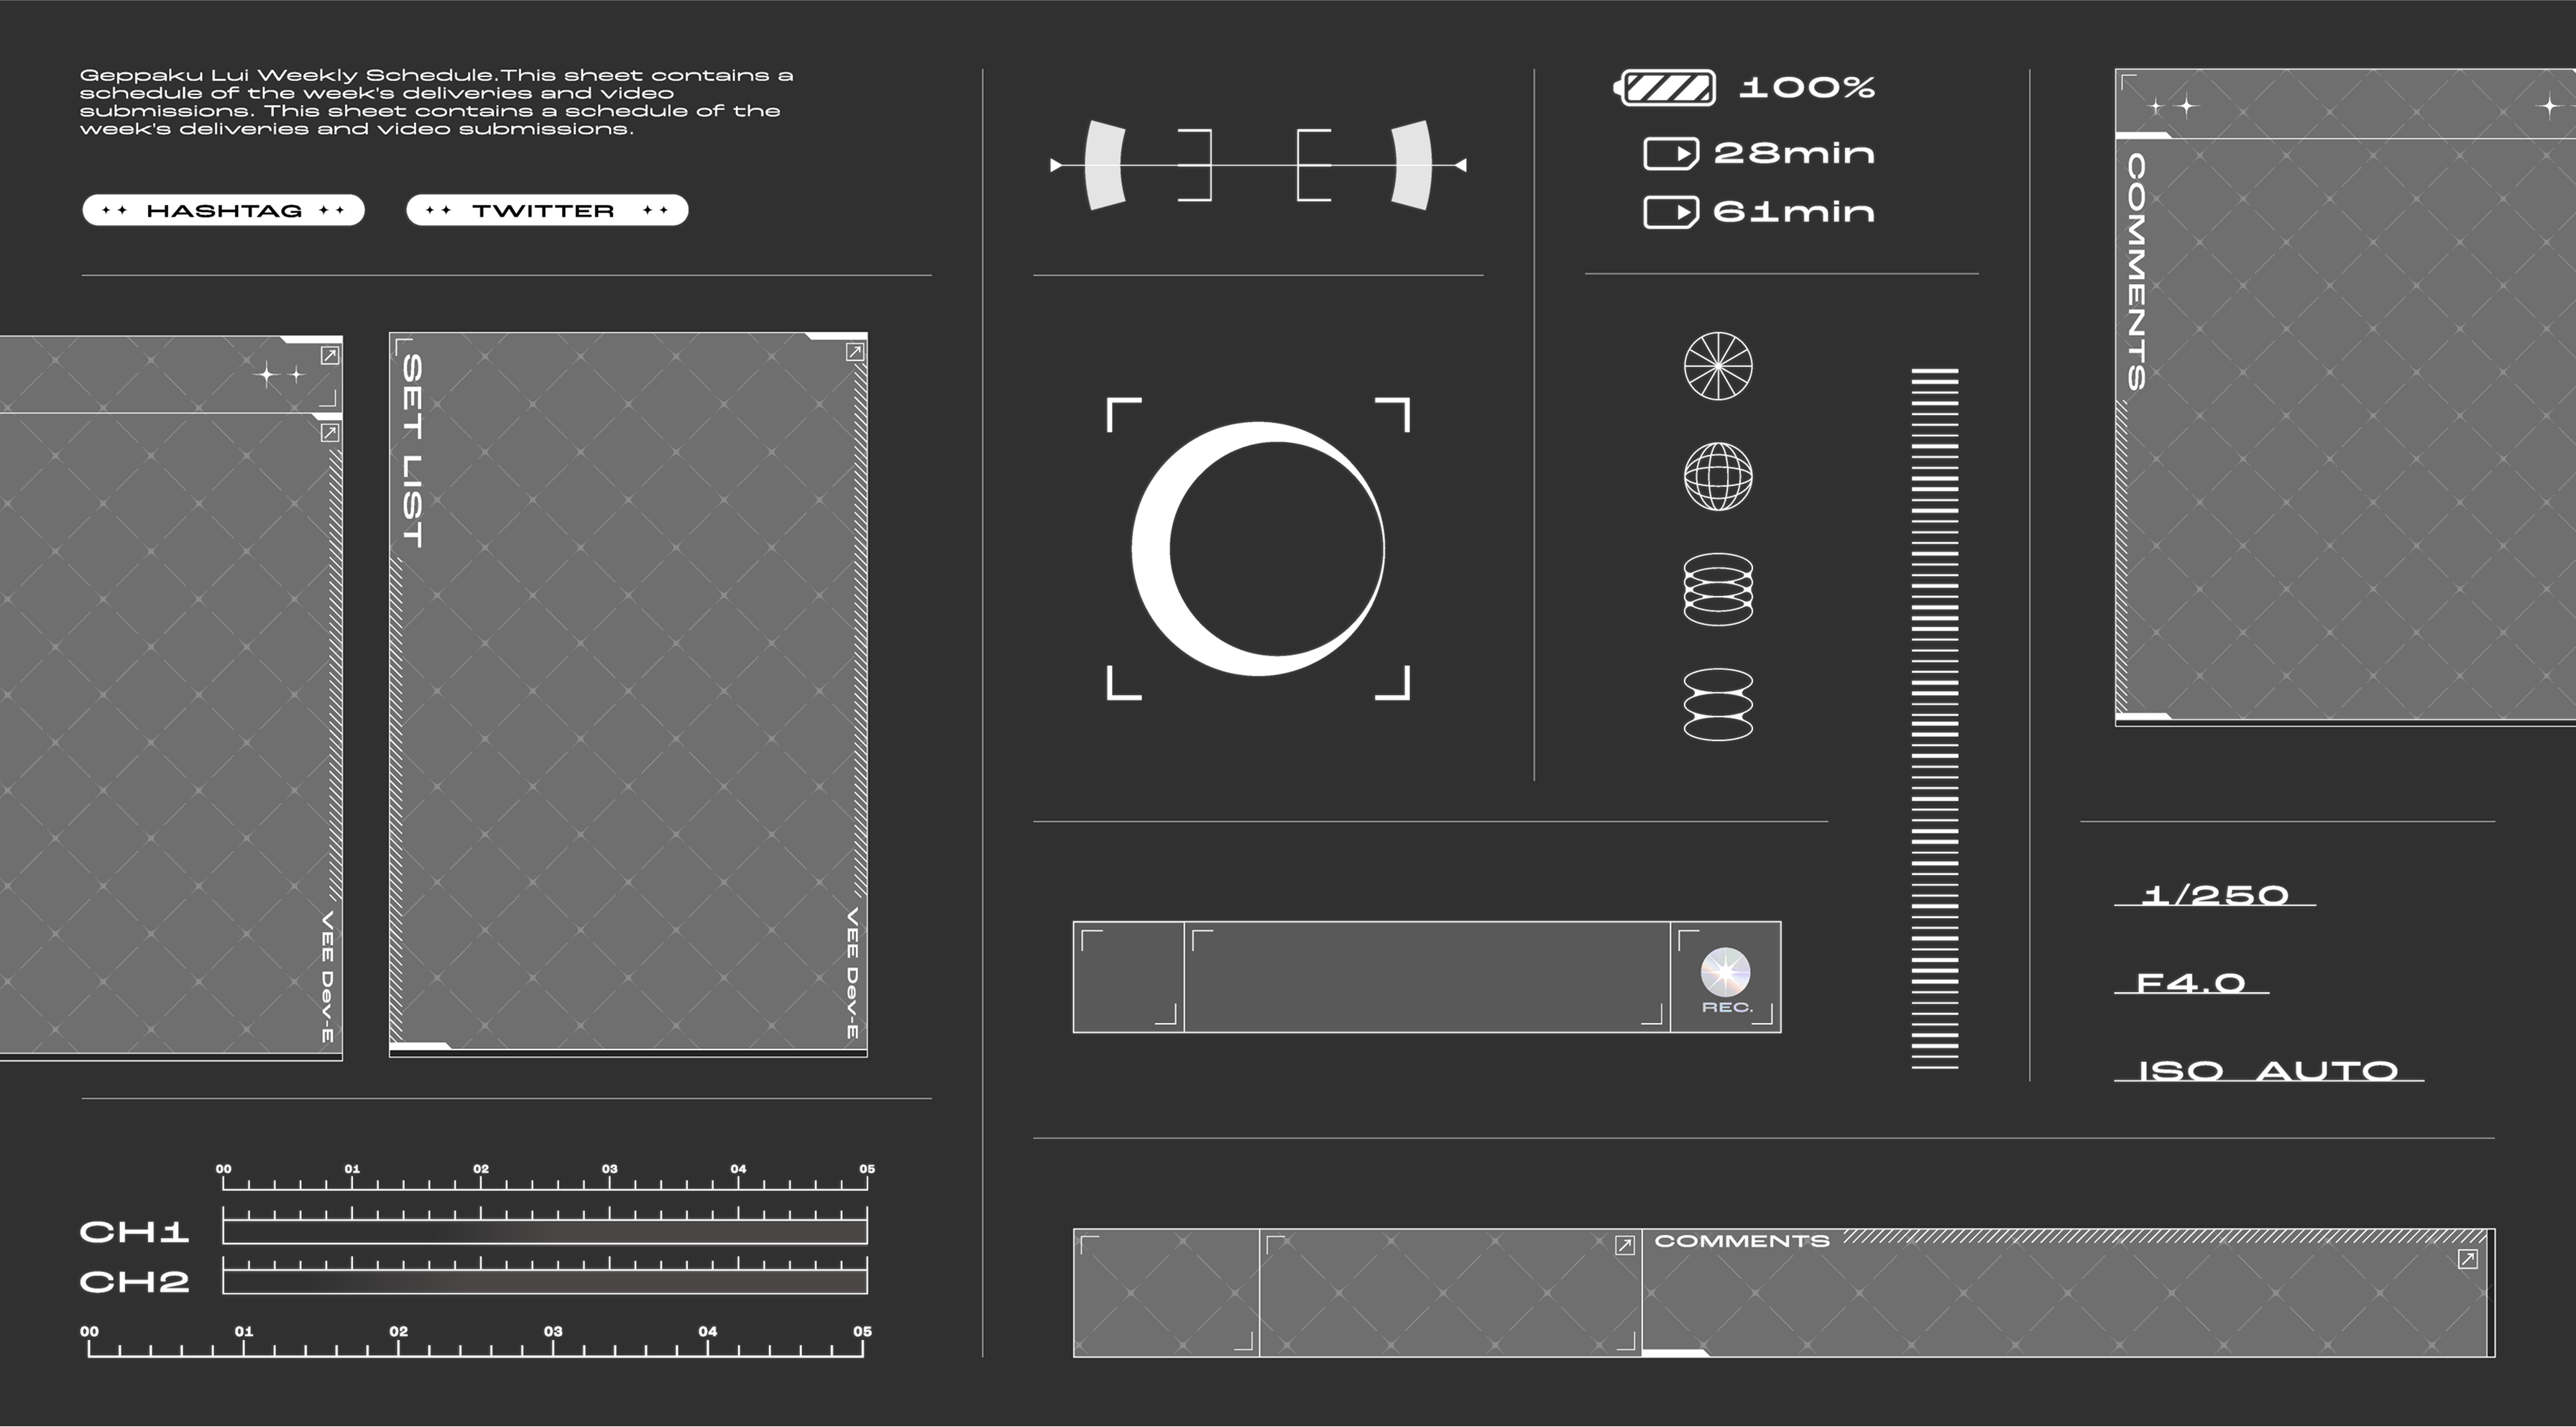 Geppaku Lui Weekly Schedule.This sheet contains a
schedule of the week's deliveries and video
submissions. This sheet contains a schedule of the
week's deliveries and video submissions.
HASHTAG
TWITTER
SET LIST
VEE Dev-E
VEE Dev-E
00 01 02 03 04 05
CH1
CH2
00 01 02 03 04 05
100%
28min
61min
REC.
COMMENTS
1/250
F4.0
ISO AUTO
COMMENTS